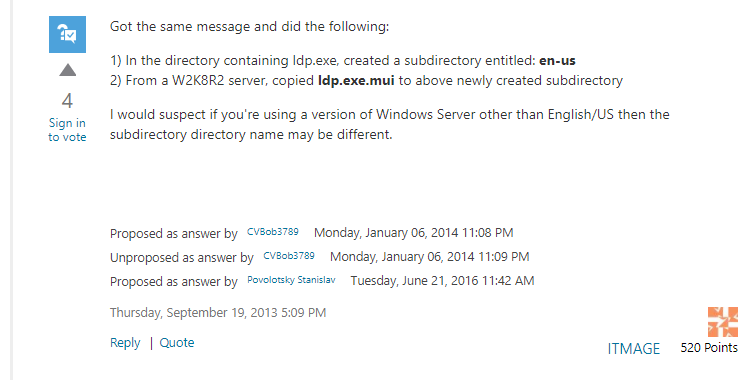 Got the same message and did the following:
1) In the directory containing ldp.exe, created a subdirectory entitled: en-us
2) From a W2K8R2 server, copied ldp.exe.mui to above newly created subdirectory
4
Sign in
to vote
I would suspect if you're using a version of Windows Server other than English/US then the
subdirectory directory name may be different.
Proposed as answer by CVBob3789 Monday, January 06, 2014 11:08 PM
Unproposed as answer by CVBob3789 Monday, January 06, 2014 11:09 PM
Proposed as answer by Povolotsky Stanislav Tuesday, June 21, 2016 11:42 AM
Thursday, September 19, 2013 5:09 PM
Reply | Quote
ITMAGE 520 Points